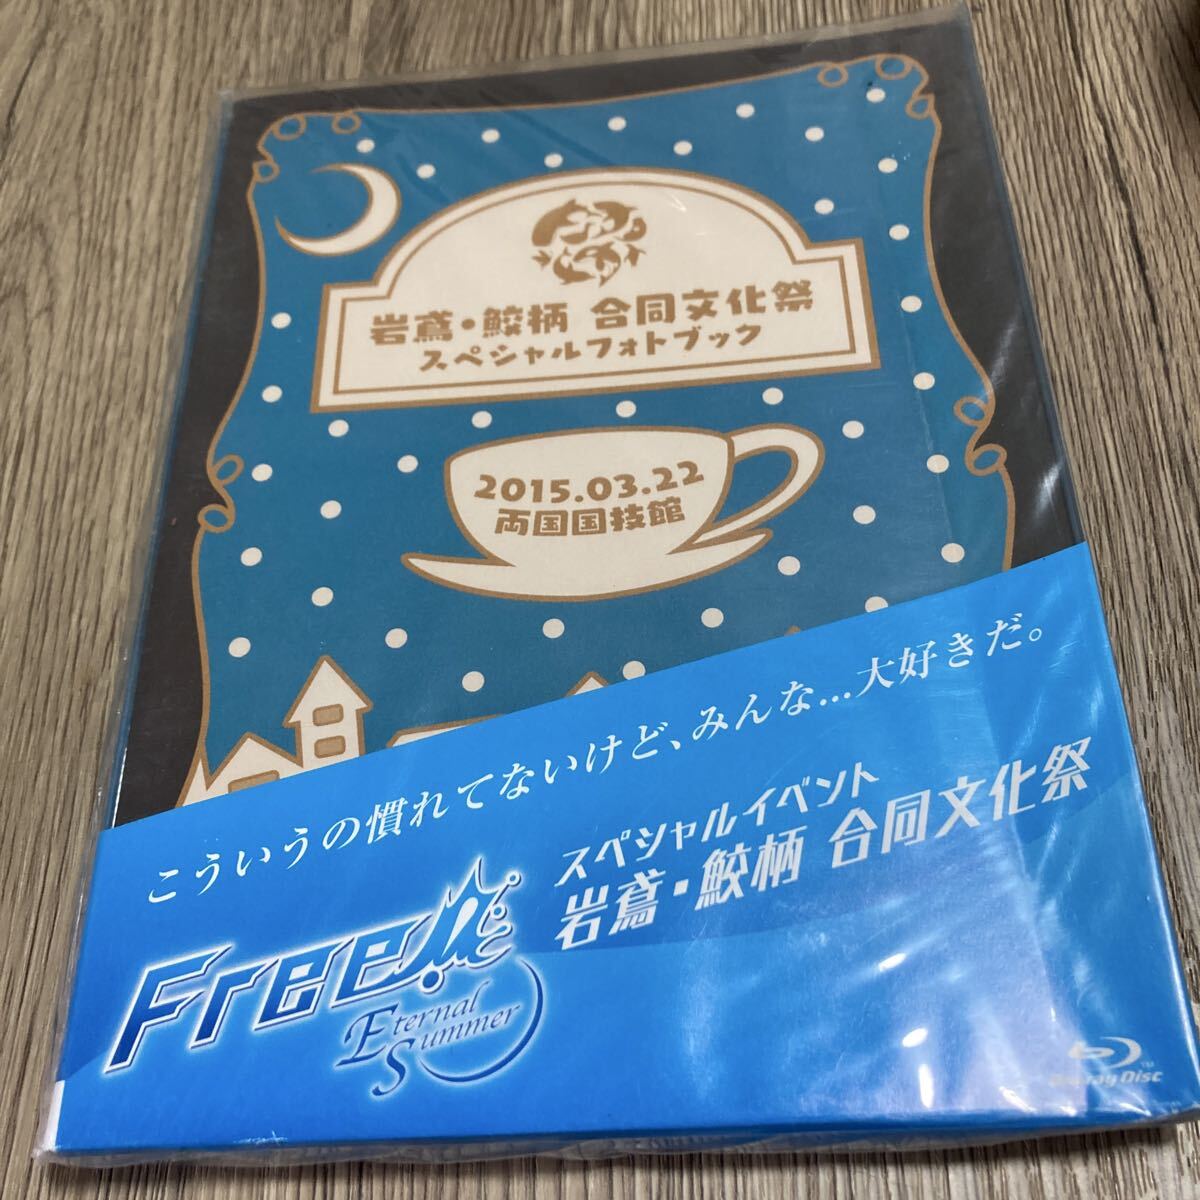 岩鳶・鮫柄 合同文化祭
スペシャルフォトブック
2015.03.22
両国国技館
こういうの慣れてないけど、みんな...大好きだ。
スペシャルイベント
岩鳶・鮫柄 合同文化祭
Free!
Eternal
Summer
Blu-ray Disc